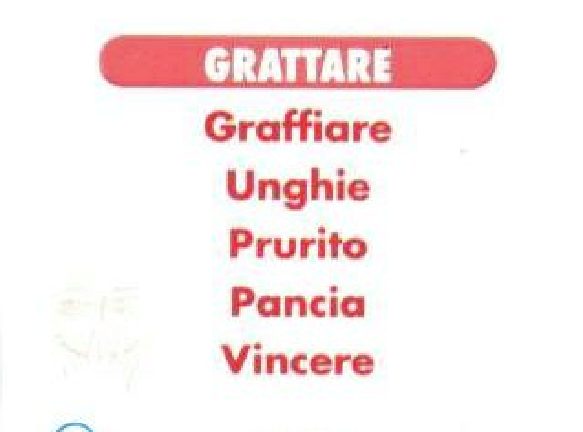 GRATTARE
Graffiare
Unghie
Prurito
Pancia
Vincere